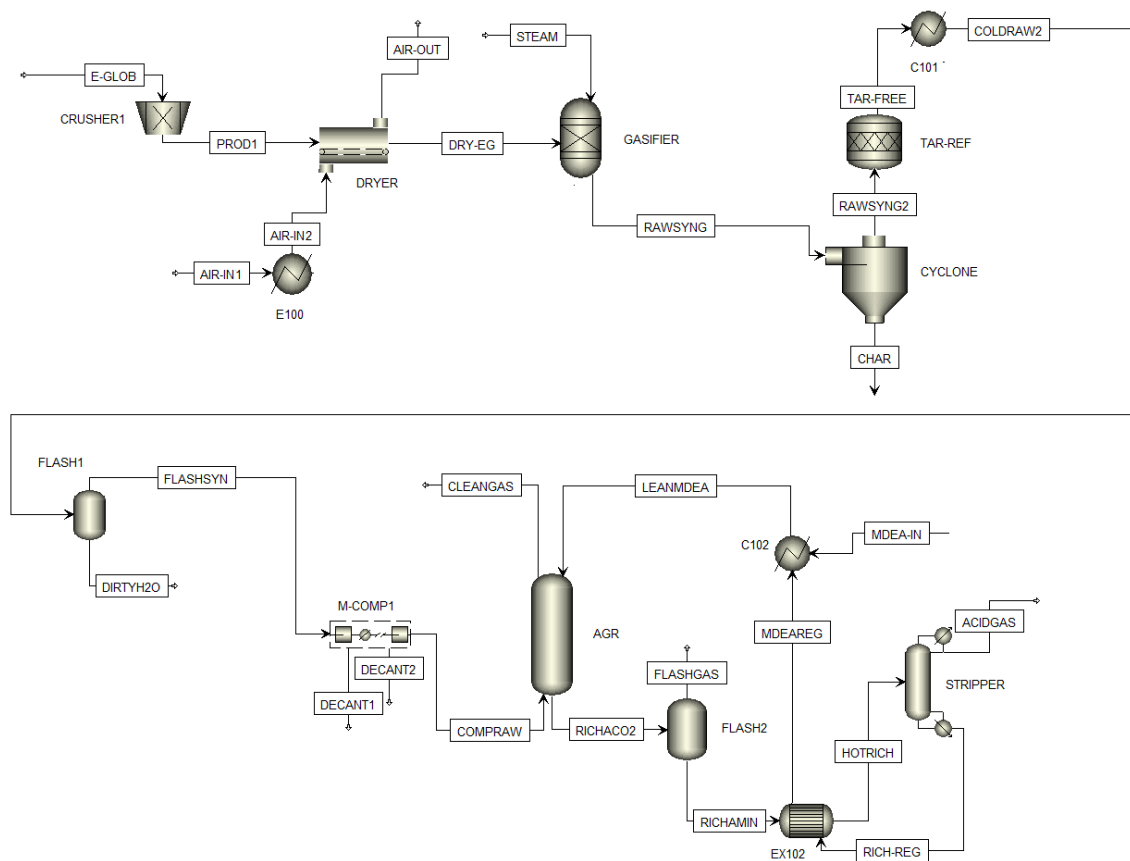 STEAM
AIR-OUT
COLDRAW2
C101
E-GLOB
CRUSHER1
TAR-FREE
PROD1
DRY-EG
GASIFIER
TAR-REF
DRYER
RAWSYNG2
AIR-IN2
RAWSYNG
AIR-IN1
CYCLONE
E100
CHAR
FLASH1
FLASHSYN
CLEANGAS
LEANMDEA
C102
MDEA-IN
DIRTYH2O
M-COMP1
AGR
MDEAREG
ACIDGAS
DECANT2
FLASHGAS
STRIPPER
DECANT1
COMPRAW
RICHACO2
FLASH2
HOTRICH
RICHAMIN
EX102
RICH-REG